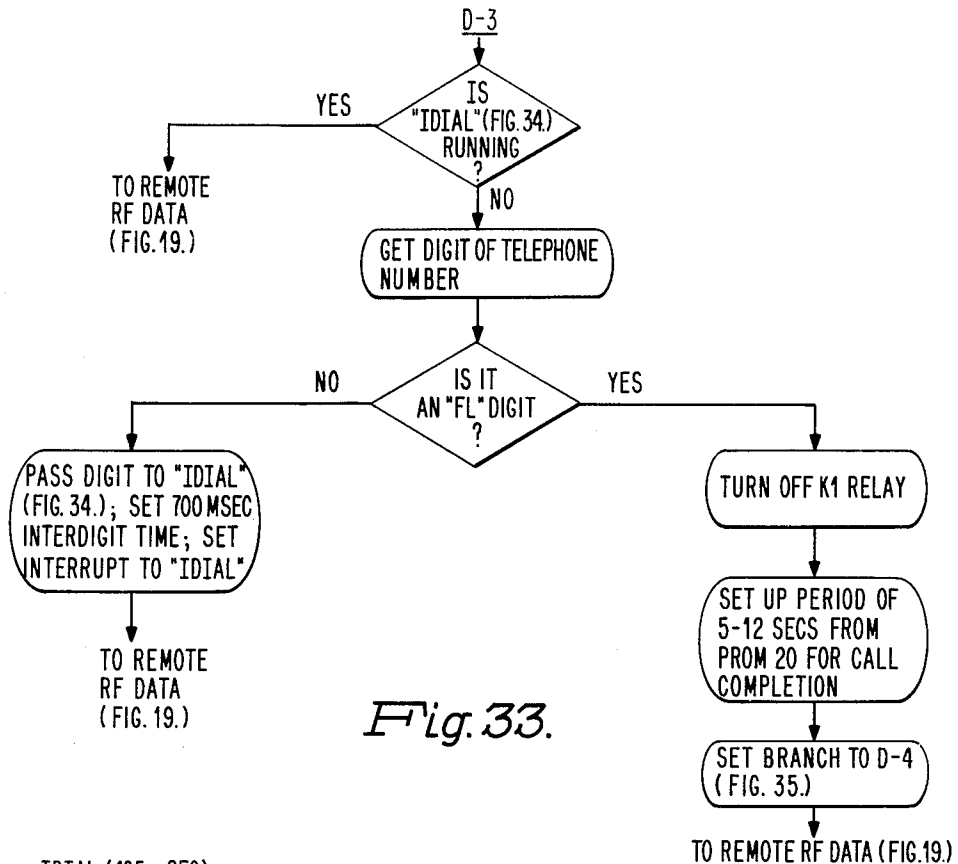 D-3
IS
"IDIAL"(FIG.34.)
RUNNING
?
YES
TO REMOTE
RF DATA
(FIG.19.)
NO
GET DIGIT OF TELEPHONE
NUMBER
IS IT
AN "FL" DIGIT
?
NO
YES
PASS DIGIT TO "IDIAL"
(FIG. 34.); SET 700 MSEC
INTERDIGIT TIME; SET
INTERRUPT TO "IDIAL"
TO REMOTE
RF DATA
(FIG. 19.)
TURN OFF K1 RELAY
SET UP PERIOD OF
5-12 SECS FROM
PROM 20 FOR CALL
COMPLETION
SET BRANCH TO D-4
(FIG. 35.)
TO REMOTE RF DATA (FIG.19.)
Fig. 33.